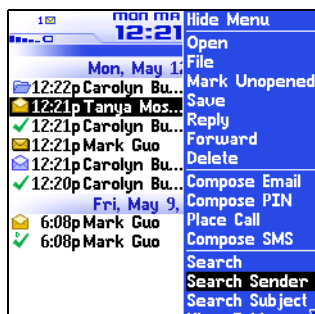 1
mon ma
12:21
Mon, May 12
12:22p Carolyn Bu...
12:21p Tanya Mos...
12:21p Carolyn Bu...
12:21p Mark Guo
12:21p Carolyn Bu...
12:20p Carolyn Bu...
Fri, May 9,
6:08p Mark Guo
6:08p Mark Guo
Hide Menu
Open
File
Mark Unopened
Save
Reply
Forward
Delete
Compose Email
Compose PIN
Place Call
Compose SMS
Search
Search Sender
Search Subject